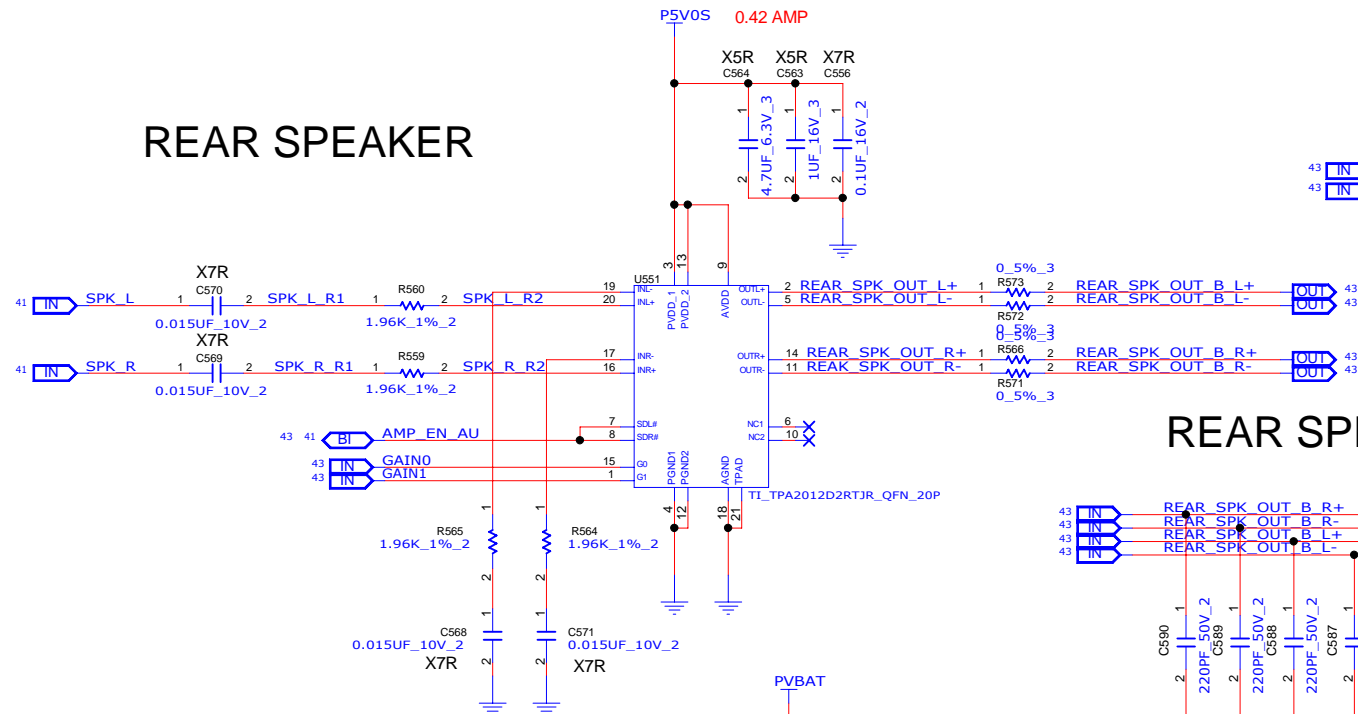 P5V0S 0.42 AMP
X5R X5R X7R
C564 C563 C556
1 1 1
4.7UF_6.3V_3 1UF_16V_3 0.1UF_16V_2
2 2 2
REAR SPEAKER
43 IN
43 IN
3 13 9
U551
PVDD_1 PVDD_2 AVDD
X7R
C570
41 IN SPK_L 1 2 SPK_L_R1 1 R560 2 SPK_L_R2
0.015UF_10V_2 1.96K_1%_2
19 INL-
20 INL+
X7R
C569
41 IN SPK_R 1 2 SPK_R_R1 1 R559 2 SPK_R_R2
0.015UF_10V_2 1.96K_1%_2
17 INR-
16 INR+
43 41 BI AMP_EN_AU
7 SDL#
8 SDR#
43 IN GAIN0 15 G0
43 IN GAIN1 1 G1
0_5%_3
OUTL+ 2 REAR_SPK_OUT_L+ 1 R573 2 REAR_SPK_OUT_B_L+ OUT 43
OUTL- 5 REAR_SPK_OUT_L- 1 2 REAR_SPK_OUT_B_L- OUT 43
R572
0_5%_3
0_5%_3
OUTR+ 14 REAR_SPK_OUT_R+ 1 R566 2 REAR_SPK_OUT_B_R+ OUT 43
OUTR- 11 REAK_SPK_OUT_R- 1 2 REAR_SPK_OUT_B_R- OUT 43
R571
0_5%_3
NC1 6
NC2 10
PGND1 PGND2 AGND TPAD
4 12 18 21
TI_TPA2012D2RTJR_QFN_20P
1 1
R565 R564
1.96K_1%_2 1.96K_1%_2
2 2
1 1
C568 C571
0.015UF_10V_2 0.015UF_10V_2
X7R 2 2 X7R
PVBAT
REAR SP
43 IN REAR_SPK_OUT_B_R+
43 IN REAR_SPK_OUT_B_R-
43 IN REAR_SPK_OUT_B_L+
43 IN REAR_SPK_OUT_B_L-
1 1 1 1
C590 220PF_50V_2 C589 220PF_50V_2 C588 220PF_50V_2 C587
2 2 2 2